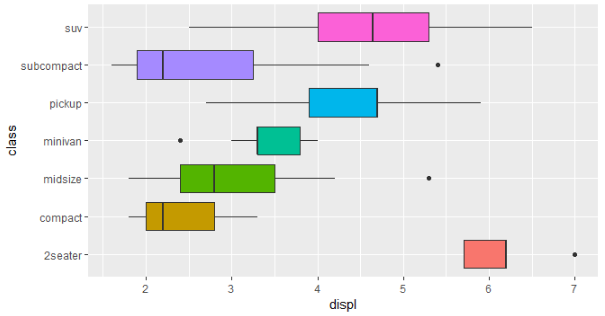 class
suv
subcompact
pickup
minivan
midsize
compact
2seater
2 3 4 5 6 7
displ